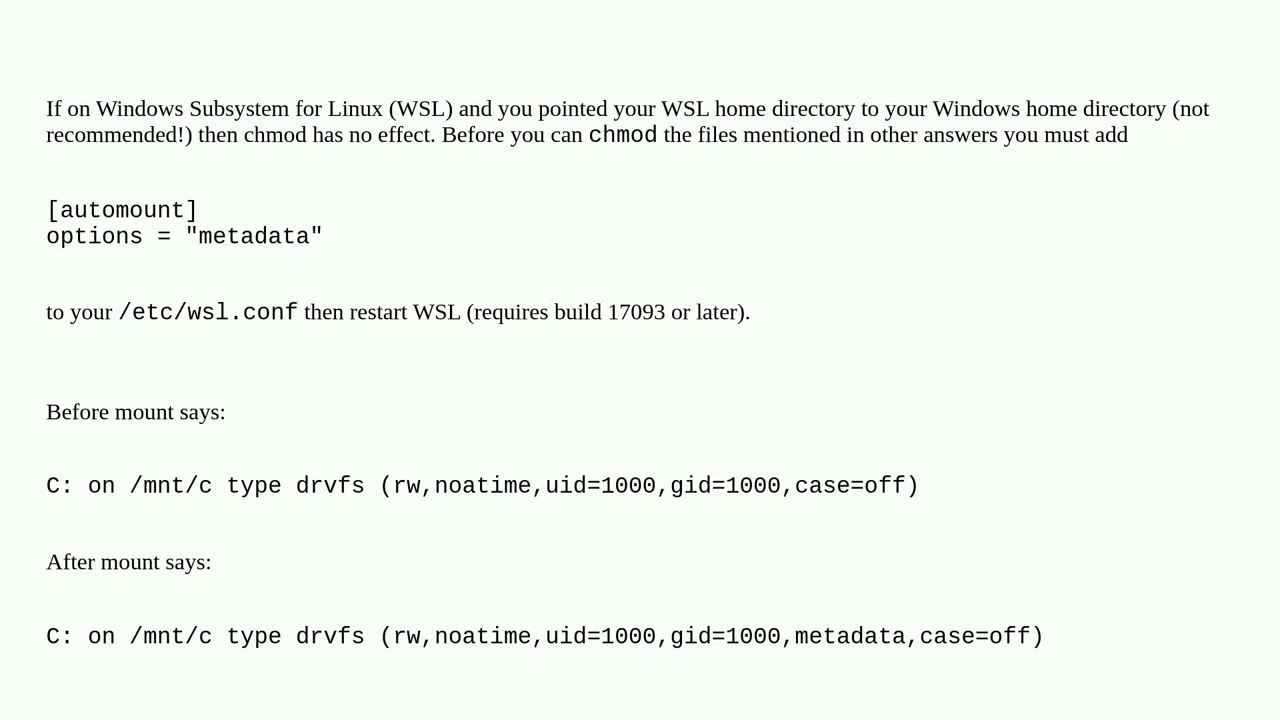 If on Windows Subsystem for Linux (WSL) and you pointed your WSL home directory to your Windows home directory (not
recommended!) then chmod has no effect. Before you can chmod the files mentioned in other answers you must add
[automount]
options = "metadata"
to your /etc/wsl.conf then restart WSL (requires build 17093 or later).
Before mount says:
C: on /mnt/c type drvfs (rw,noatime,uid=1000,gid=1000,case=off)
After mount says:
C: on /mnt/c type drvfs (rw,noatime,uid=1000,gid=1000,metadata,case=off)